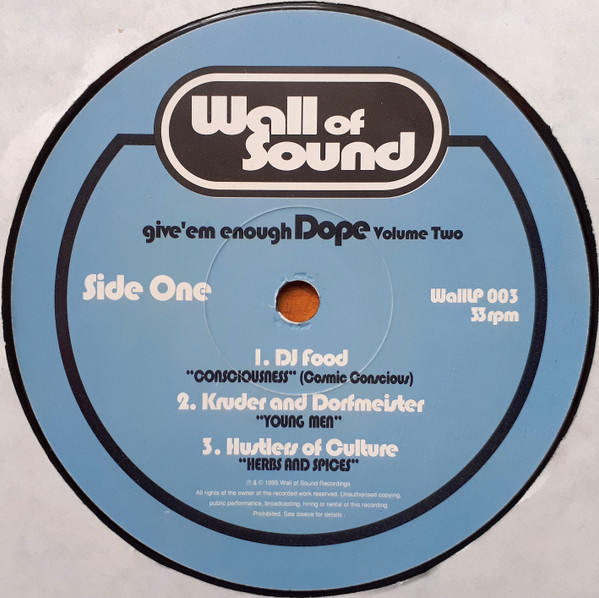 Wall of
Sound
give'em enough Dope Volume Two
Side One
WallLP 003
33rpm
1. DJ Food
"CONSCIOUSNESS" (Cosmic Conscious)
2. Kruder and Dorfmeister
"YOUNG MEN"
3. Hustlers of Culture
"HERBS AND SPICES"
℗ & © 1995 Wall of Sound Recordings
All rights of the owner of the recorded work reserved. Unauthorised copying,
public performance, broadcasting, hiring or rental of this recording
Prohibited. See sleeve for details.